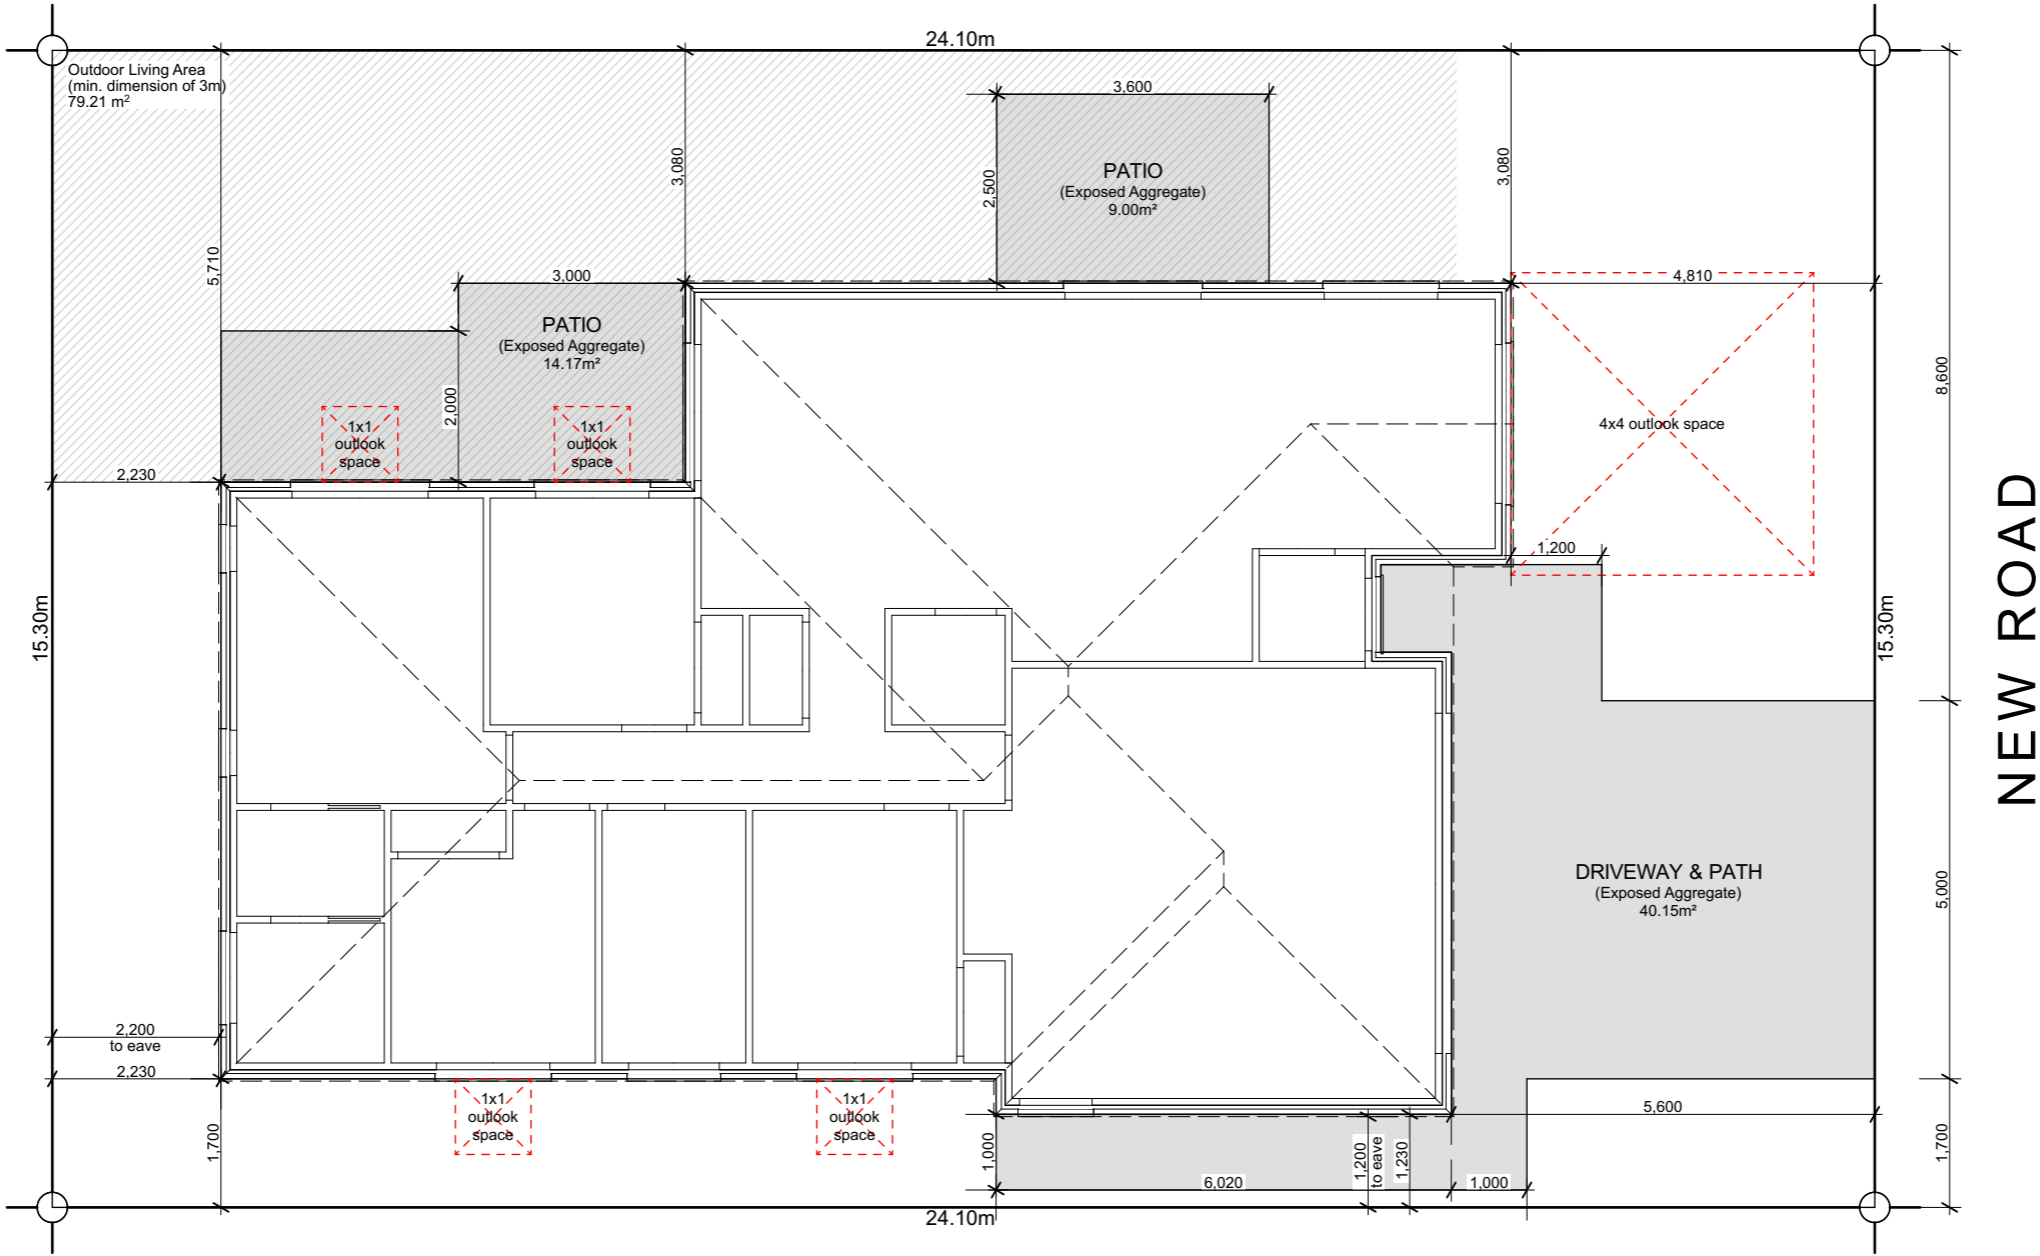 24.10m
Outdoor Living Area
(min. dimension of 3m)
79.21 m²
3,600
3,080
2,500
PATIO
(Exposed Aggregate)
9.00m²
3,080
5,710
3,000
4,810
PATIO
(Exposed Aggregate)
14.17m²
8,600
2,000
1x1
outlook
space
1x1
outlook
space
4x4 outlook space
2,230
1,200
15.30m
15.30m
NEW ROAD
DRIVEWAY & PATH
(Exposed Aggregate)
40.15m²
5,000
2,200
to eave
2,230
1x1
outlook
space
1x1
outlook
space
5,600
1,700
1,000
1,200
to eave
1,230
1,700
6,020
1,000
24.10m